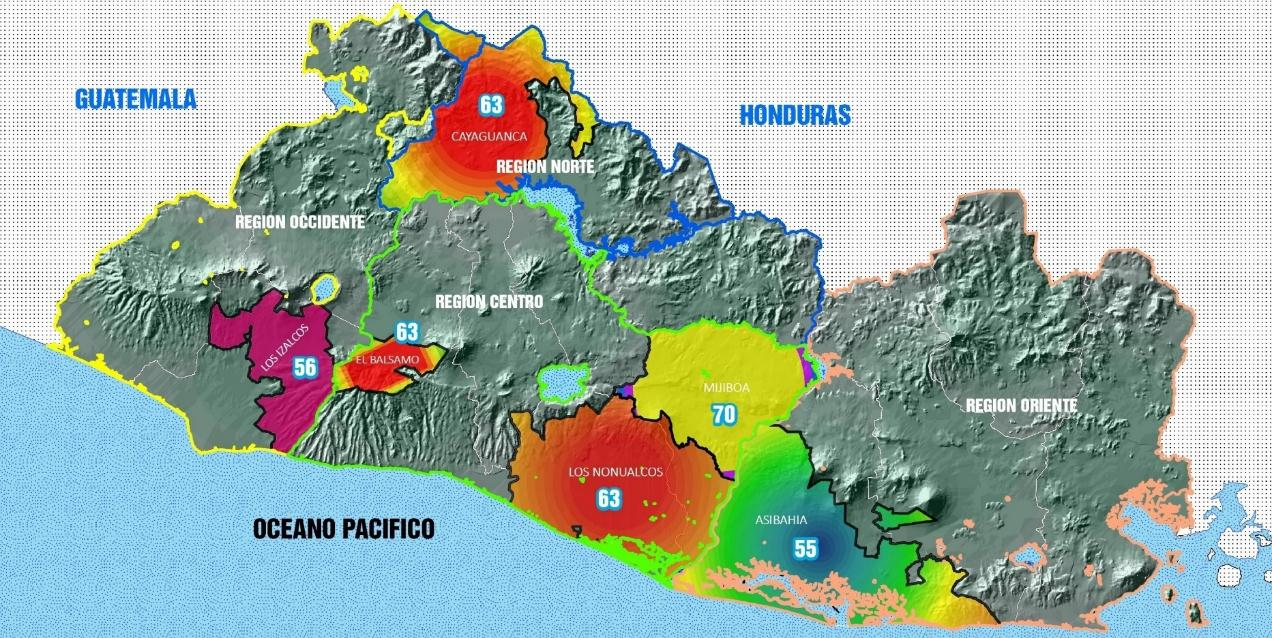 GUATEMALA
HONDURAS
63
CAYAGUANCA
REGION NORTE
REGION OCCIDENTE
REGION CENTRO
LOS IZALCOS
56
63
EL BALSAMO
MIJIBOA
70
REGION ORIENTE
LOS NONUALCOS
63
ASIBAHIA
55
OCEANO PACIFICO